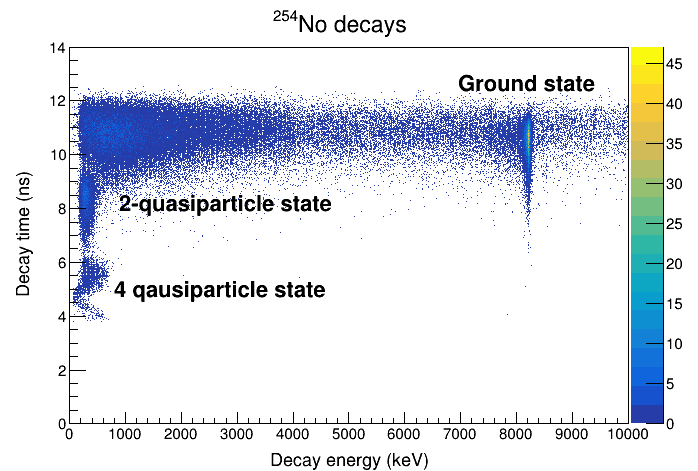 ²⁵⁴No decays
Ground state
2-quasiparticle state
4 qausiparticle state
Decay time (ns)
14
12
10
8
6
4
2
0
0 1000 2000 3000 4000 5000 6000 7000 8000 9000 10000
Decay energy (keV)
45
40
35
30
25
20
15
10
5
0